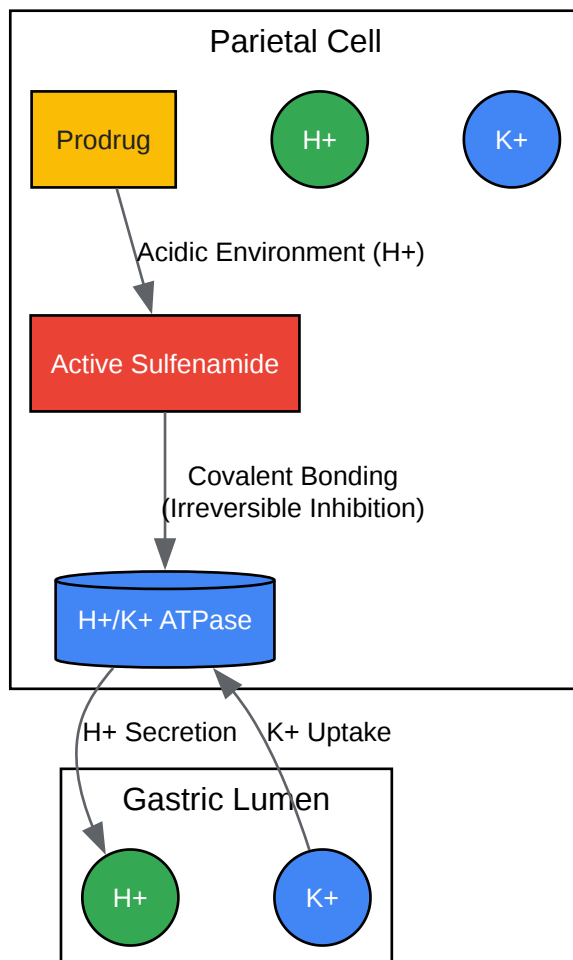 Parietal Cell
Prodrug
H+
K+
Acidic Environment (H+)
Active Sulfenamide
Covalent Bonding
(Irreversible Inhibition)
H+/K+ ATPase
H+ Secretion
K+ Uptake
Gastric Lumen
H+
K+